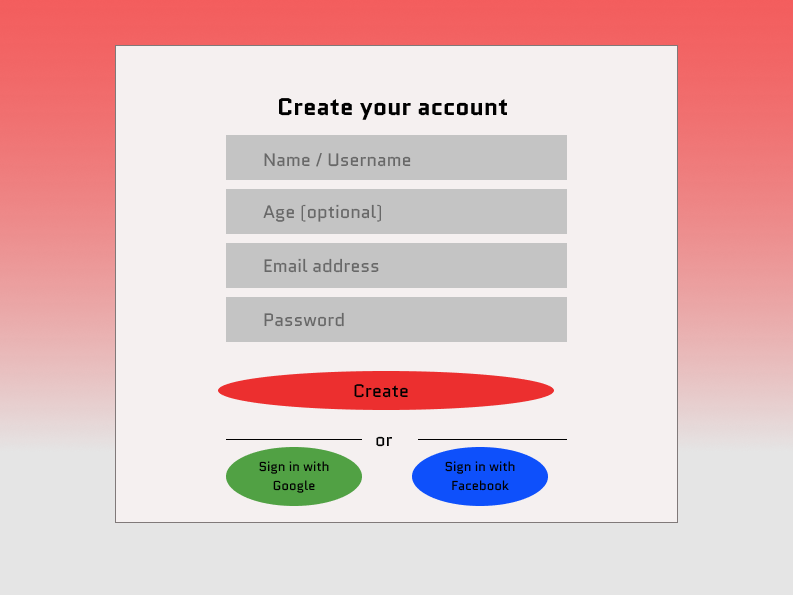 Create your account
Name / Username
Age (optional)
Email address
Password
Create
or
Sign in with
Google
Sign in with
Facebook